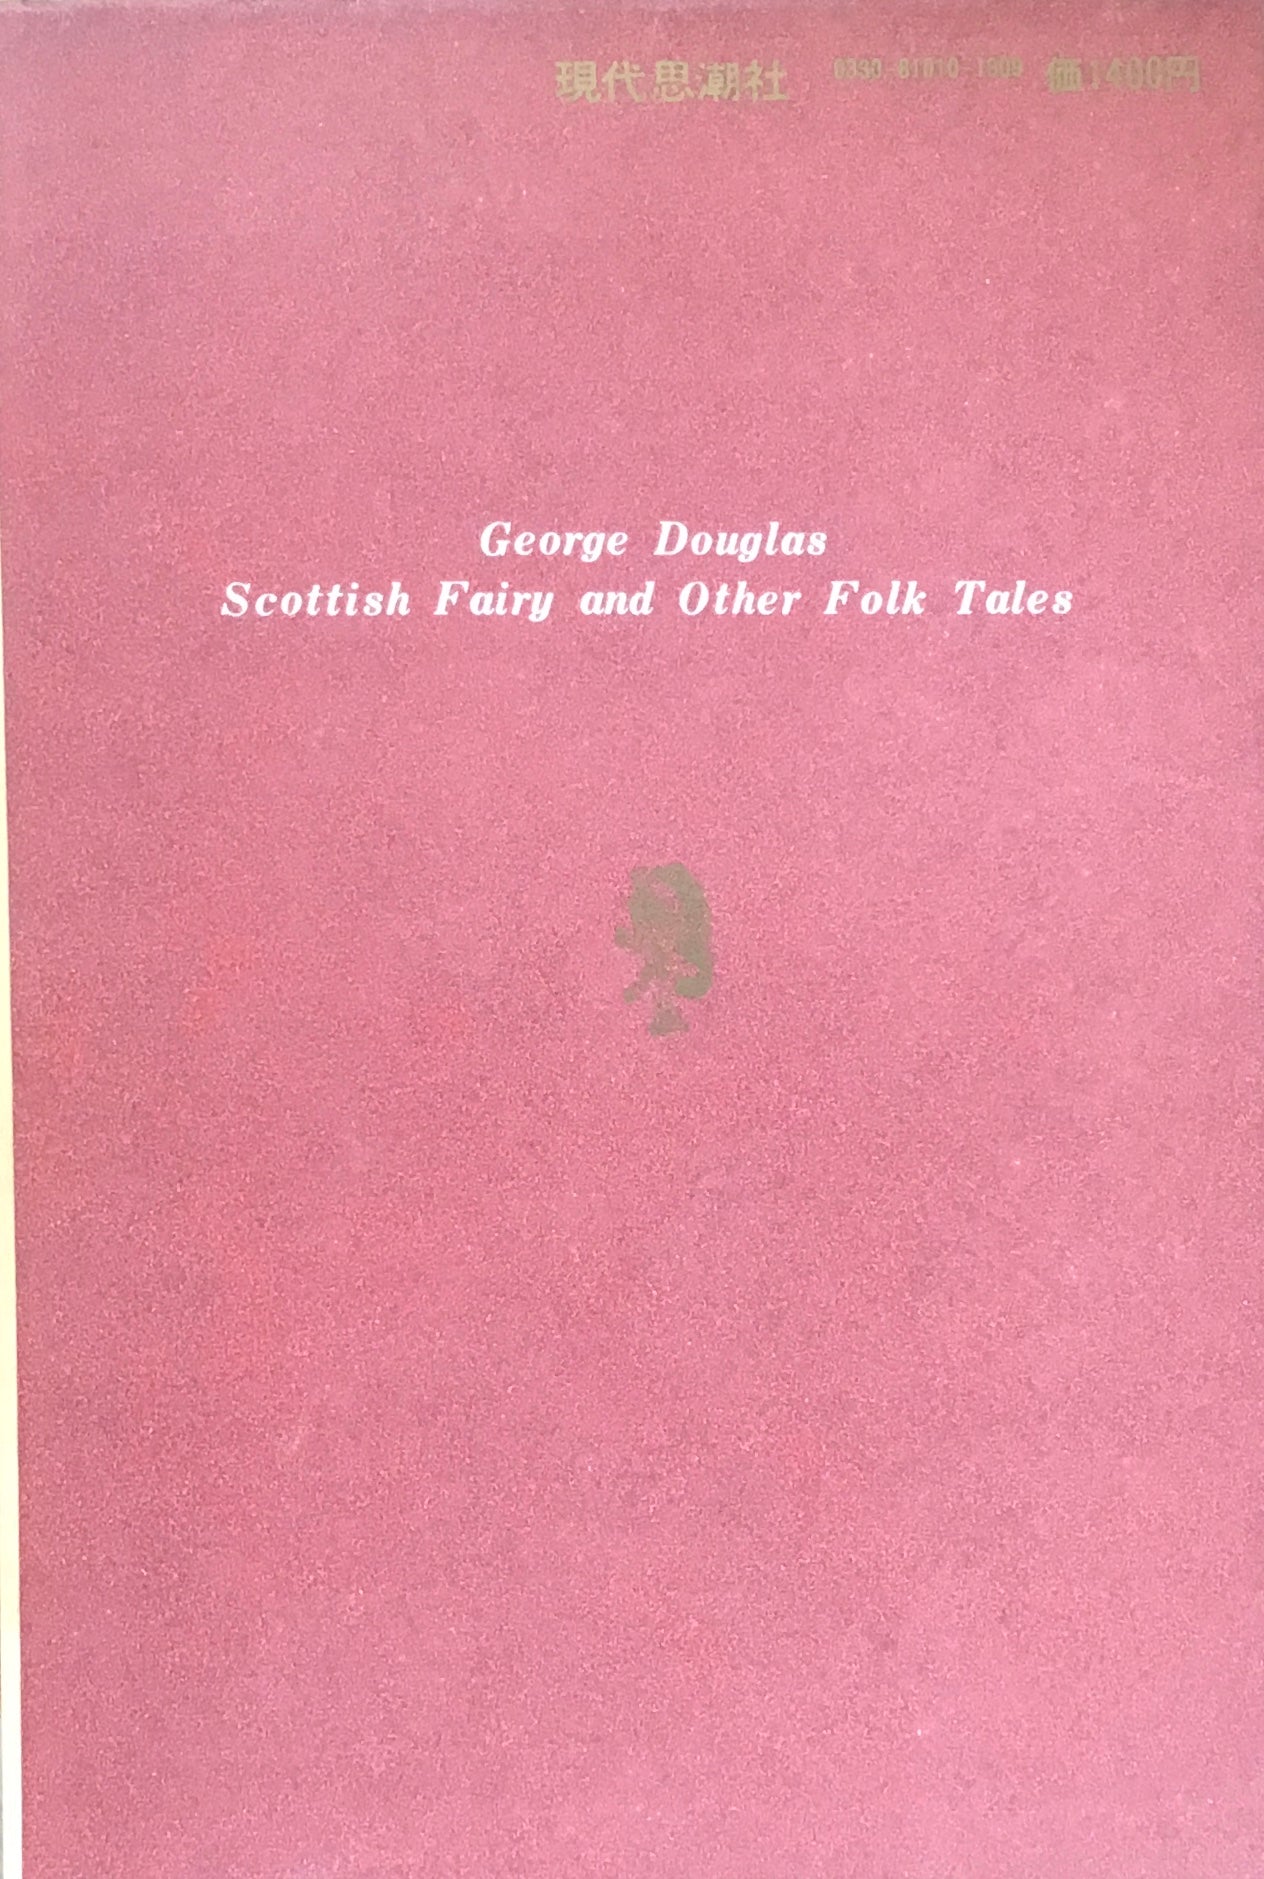 現代思潮社 0330-81010-1909 価1400円
George Douglas
Scottish Fairy and Other Folk Tales